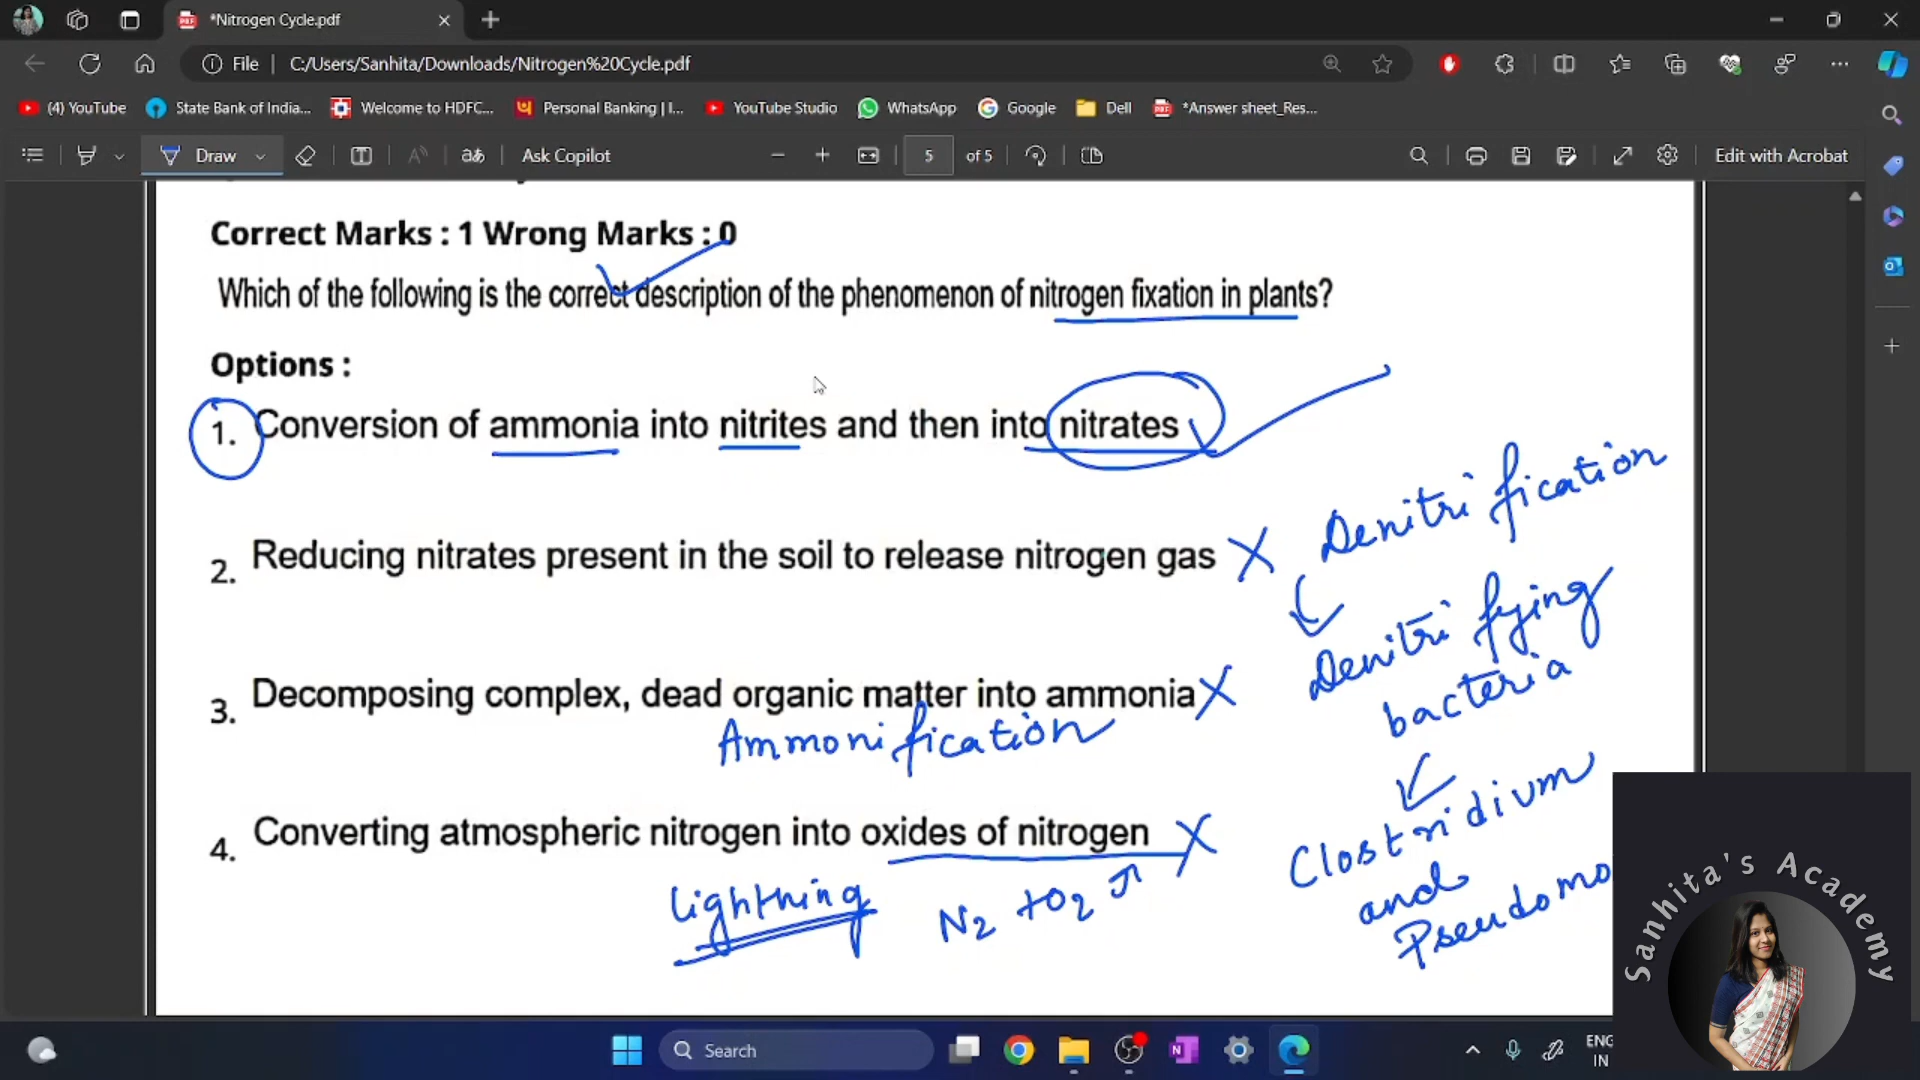 *Nitrogen Cycle.pdf
File
C:/Users/Sanhita/Downloads/Nitrogen%20Cycle.pdf
(4) YouTube
State Bank of India...
Welcome to HDFC...
Personal Banking | I...
YouTube Studio
WhatsApp
Google
Dell
*Answer sheet_Res...
Draw
Ask Copilot
5
of 5
Edit with Acrobat
Correct Marks : 1 Wrong Marks : 0
Which of the following is the correct description of the phenomenon of nitrogen fixation in plants?
Options :
1. Conversion of ammonia into nitrites and then into nitrates
Denitrification
2. Reducing nitrates present in the soil to release nitrogen gas X
Denitrifying
bacteria
3. Decomposing complex, dead organic matter into ammonia X
Ammonification
4. Converting atmospheric nitrogen into oxides of nitrogen X
Clostridium
and
Pseudomo
Lightning
N2 + O2 ↗
Sanhita's Academy
Search
ENG
IN